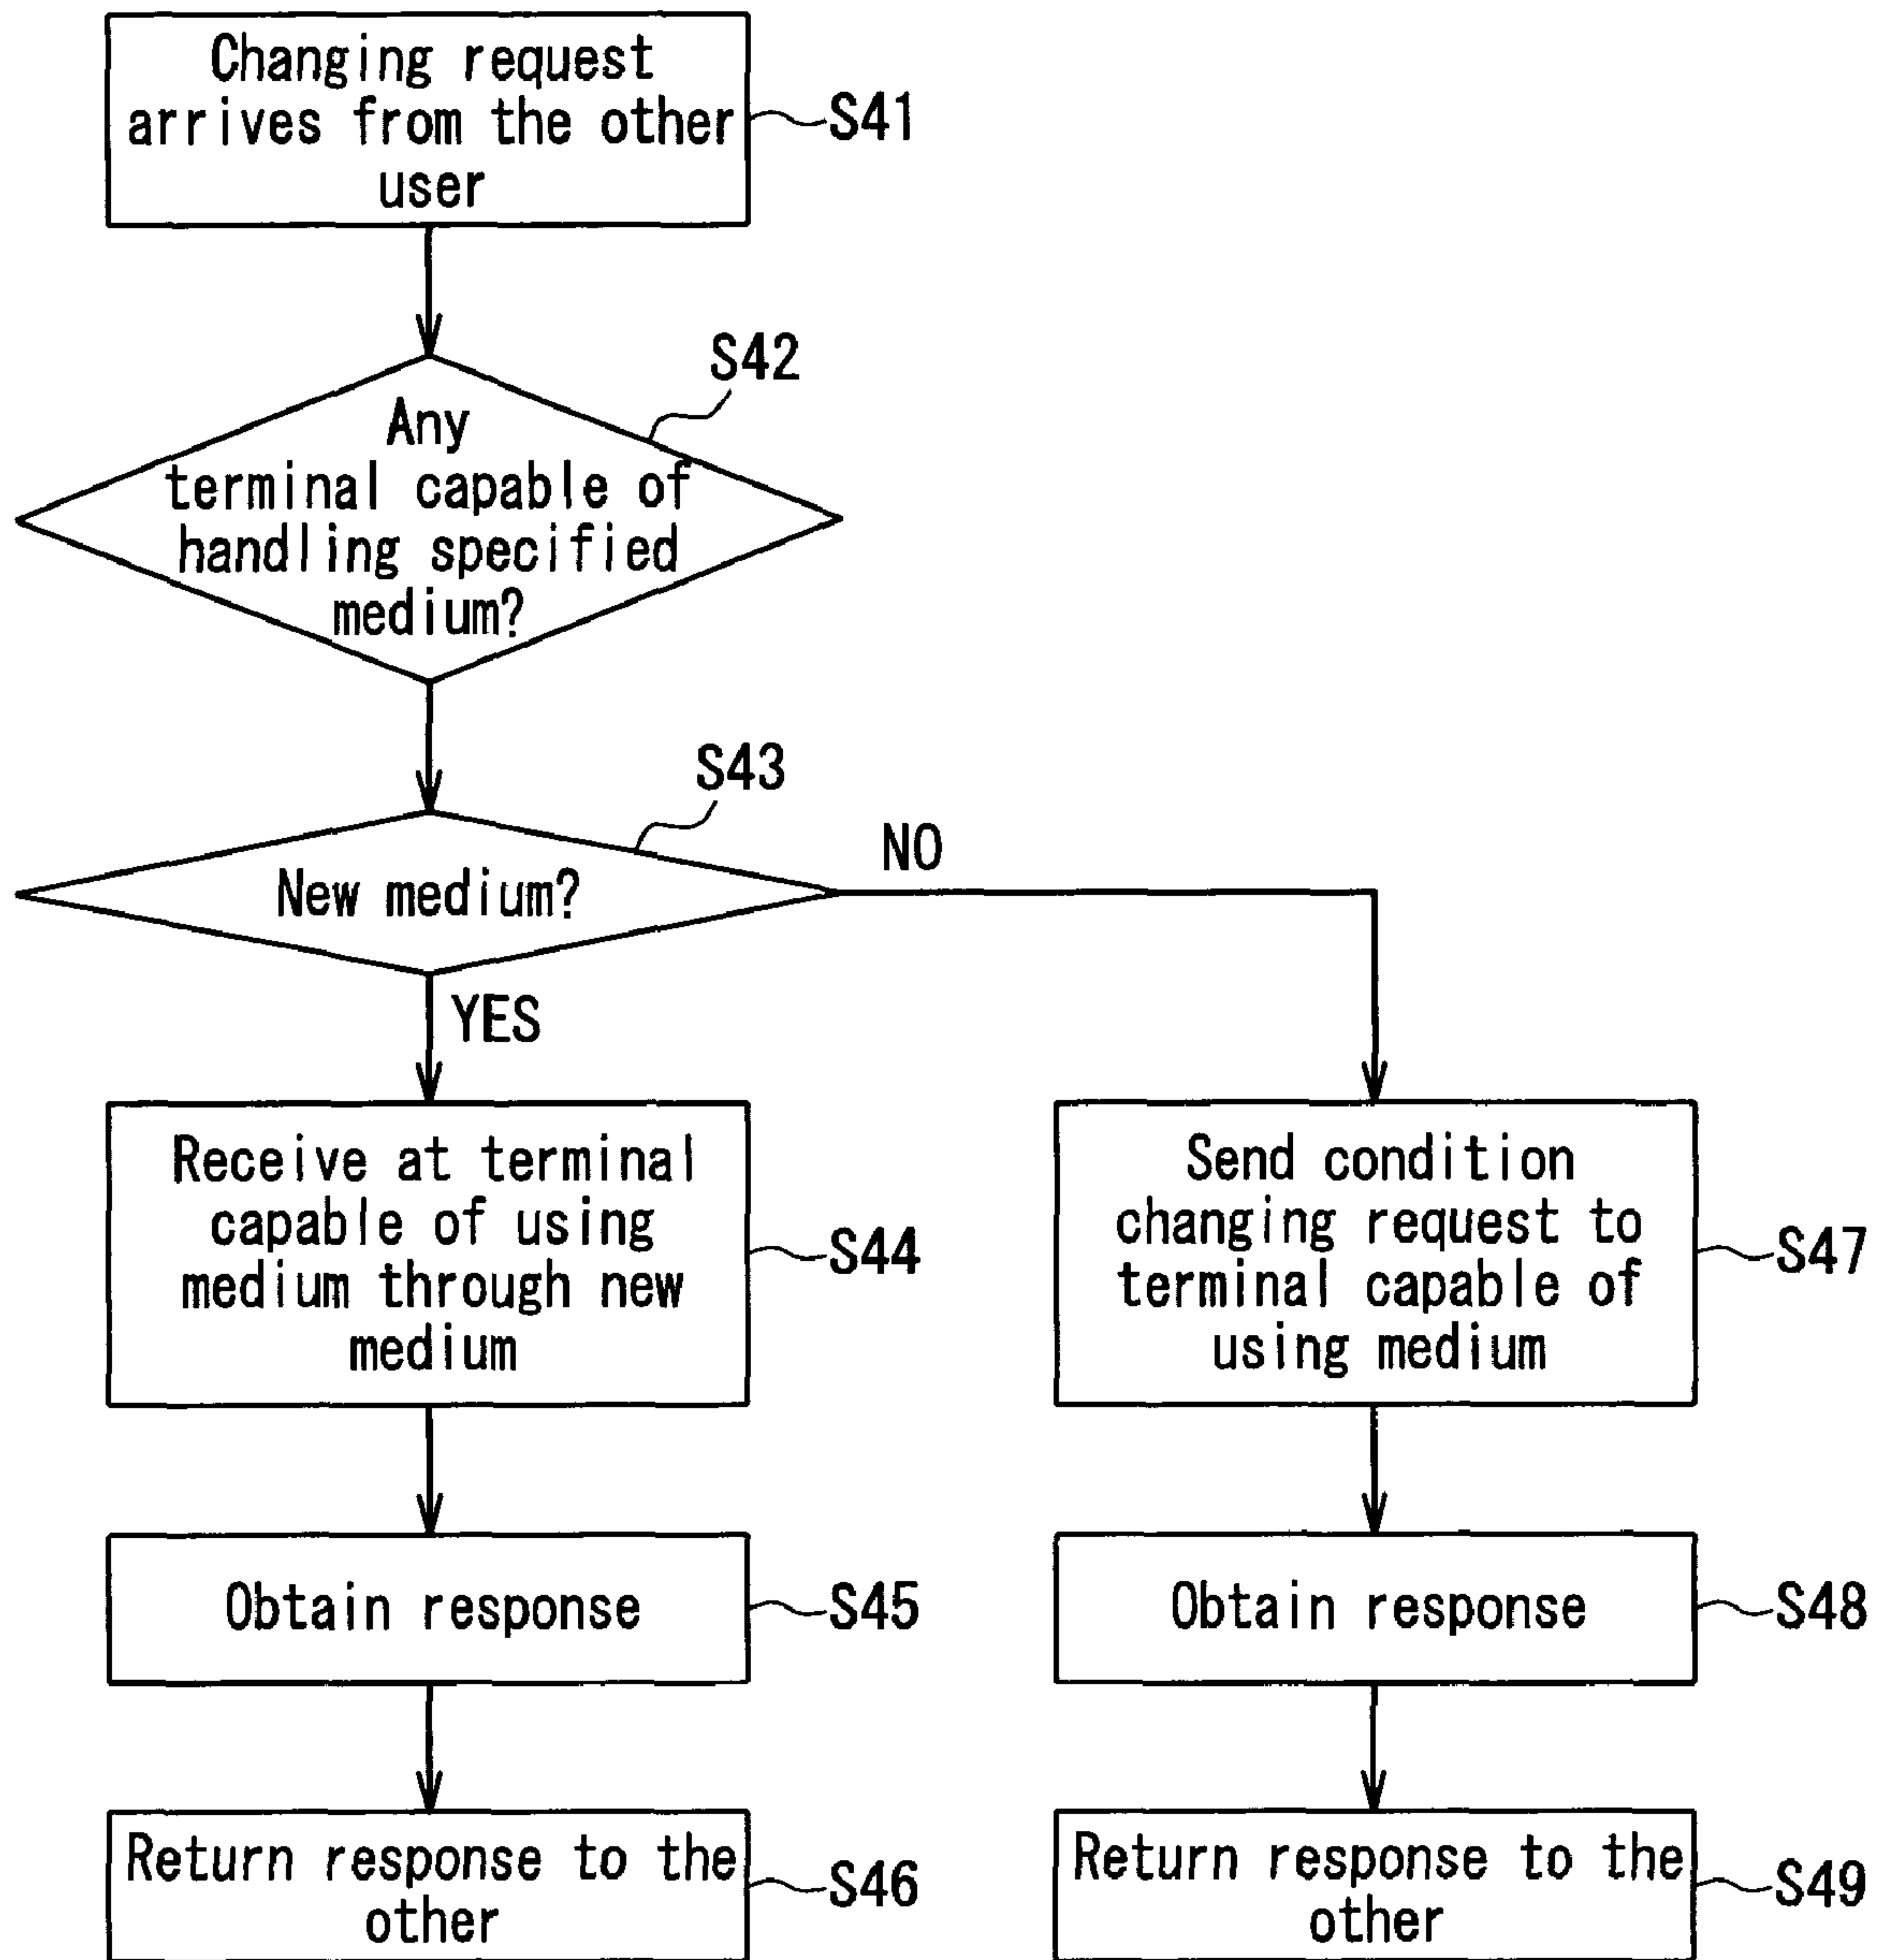 Changing request
arrives from the other
user
S41
S42
Any
terminal capable of
handling specified
medium?
S43
New medium?
NO
YES
Receive at terminal
capable of using
medium through new
medium
S44
Send condition
changing request to
terminal capable of
using medium
S47
Obtain response
S45
Obtain response
S48
Return response to the
other
S46
Return response to the
other
S49